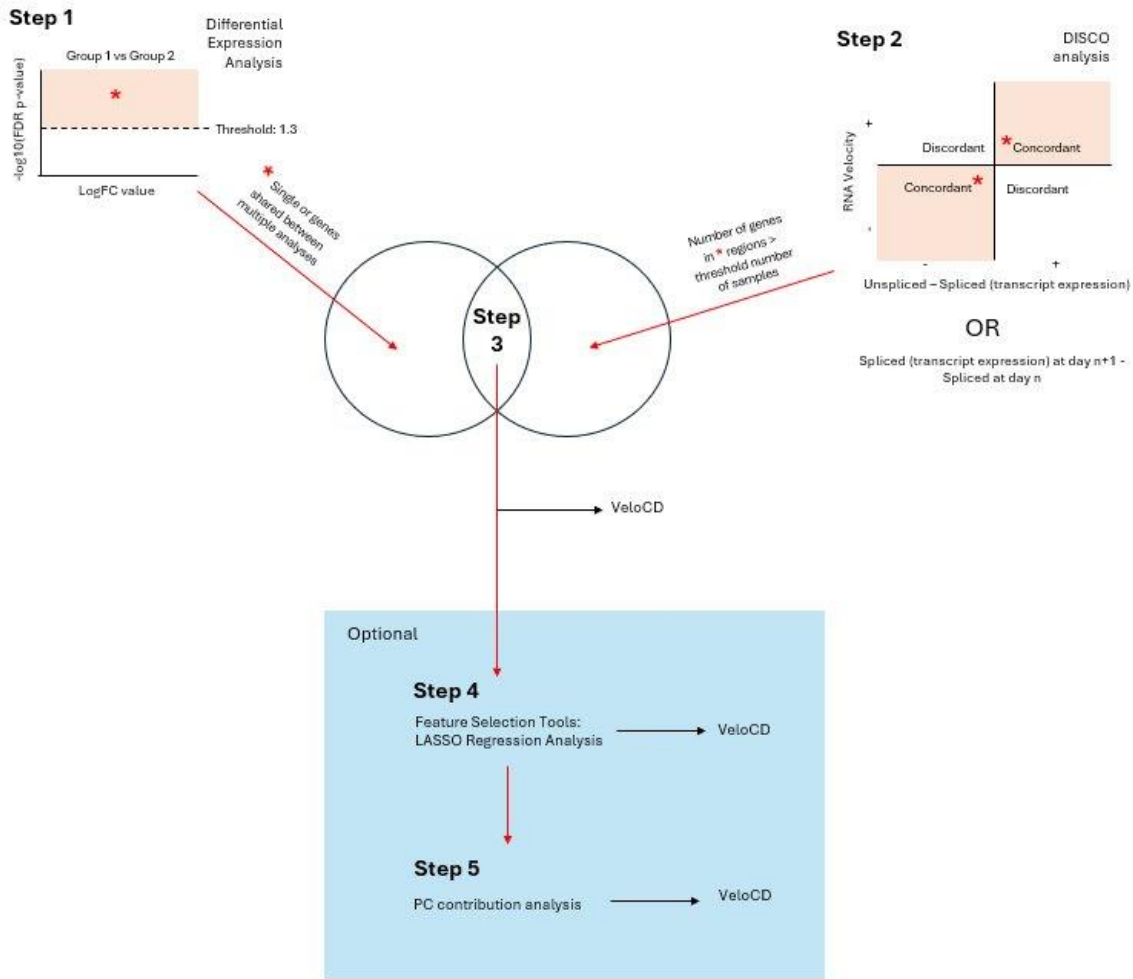 Step 1
Differential
Expression
Analysis
Group 1 vs Group 2
-log10(FDR p-value)
*
Threshold: 1.3
LogFC value
* Single or genes
shared between
multiple analyses
Step 2
DISCO
analysis
RNA Velocity
+
-
Discordant
* Concordant
Concordant *
Discordant
-
+
Unspliced – Spliced (transcript expression)
OR
Spliced (transcript expression) at day n+1 -
Spliced at day n
Number of genes
in * regions >
threshold number
of samples
Step
3
VeloCD
Optional
Step 4
Feature Selection Tools:
LASSO Regression Analysis
VeloCD
Step 5
PC contribution analysis
VeloCD